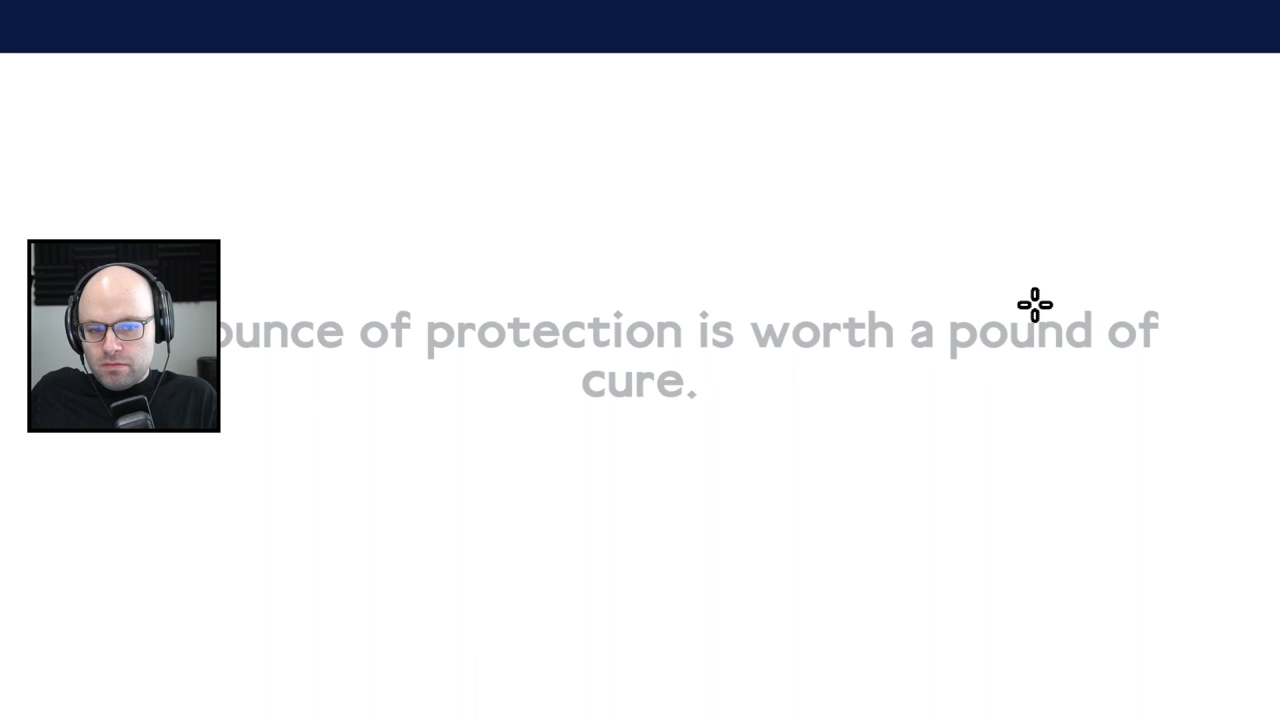 ounce of protection is worth a pound of
cure.